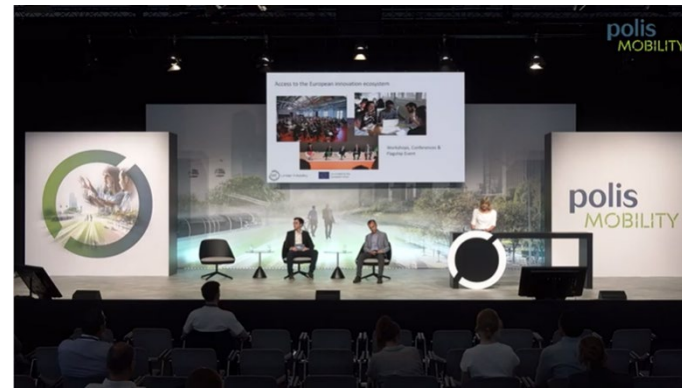 polis
MOBILITY
Access to the European innovation ecosystem
Workshops, Conferences &
Flagship Event
polis
MOBILITY